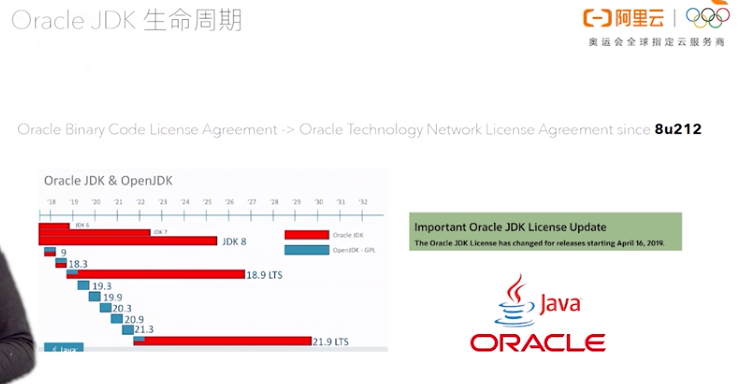 Oracle JDK 生命周期
阿里云
奥运会全球指定云服务商
Oracle Binary Code License Agreement -> Oracle Technology Network License Agreement since 8u212
Oracle JDK & OpenJDK
'18 '19 '20 '21 '22 '23 '24 '25 '26 '27 '28 '29 '30 '31 '32
JDK 6
JDK 7
JDK 8
Oracle JDK
OpenJDK - GPL
9
18.3
18.9 LTS
19.3
19.9
20.3
20.9
21.3
21.9 LTS
Java
Important Oracle JDK License Update
The Oracle JDK License has changed for releases starting April 16, 2019.
Java
ORACLE